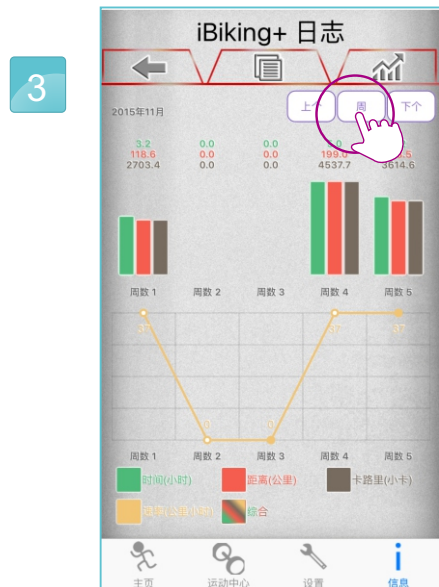 3
iBiking+ 日志
2015年11月
上个 周 下个
3.2 0.0 0.0
118.6 0.0 0.0 199.0
2703.4 0.0 0.0 4537.7 3614.6
周数 1 周数 2 周数 3 周数 4 周数 5
37 0 0 37 37
周数 1 周数 2 周数 3 周数 4 周数 5
时间(小时) 距离(公里) 卡路里(小卡)
综合
主页 运动中心 设置 信息